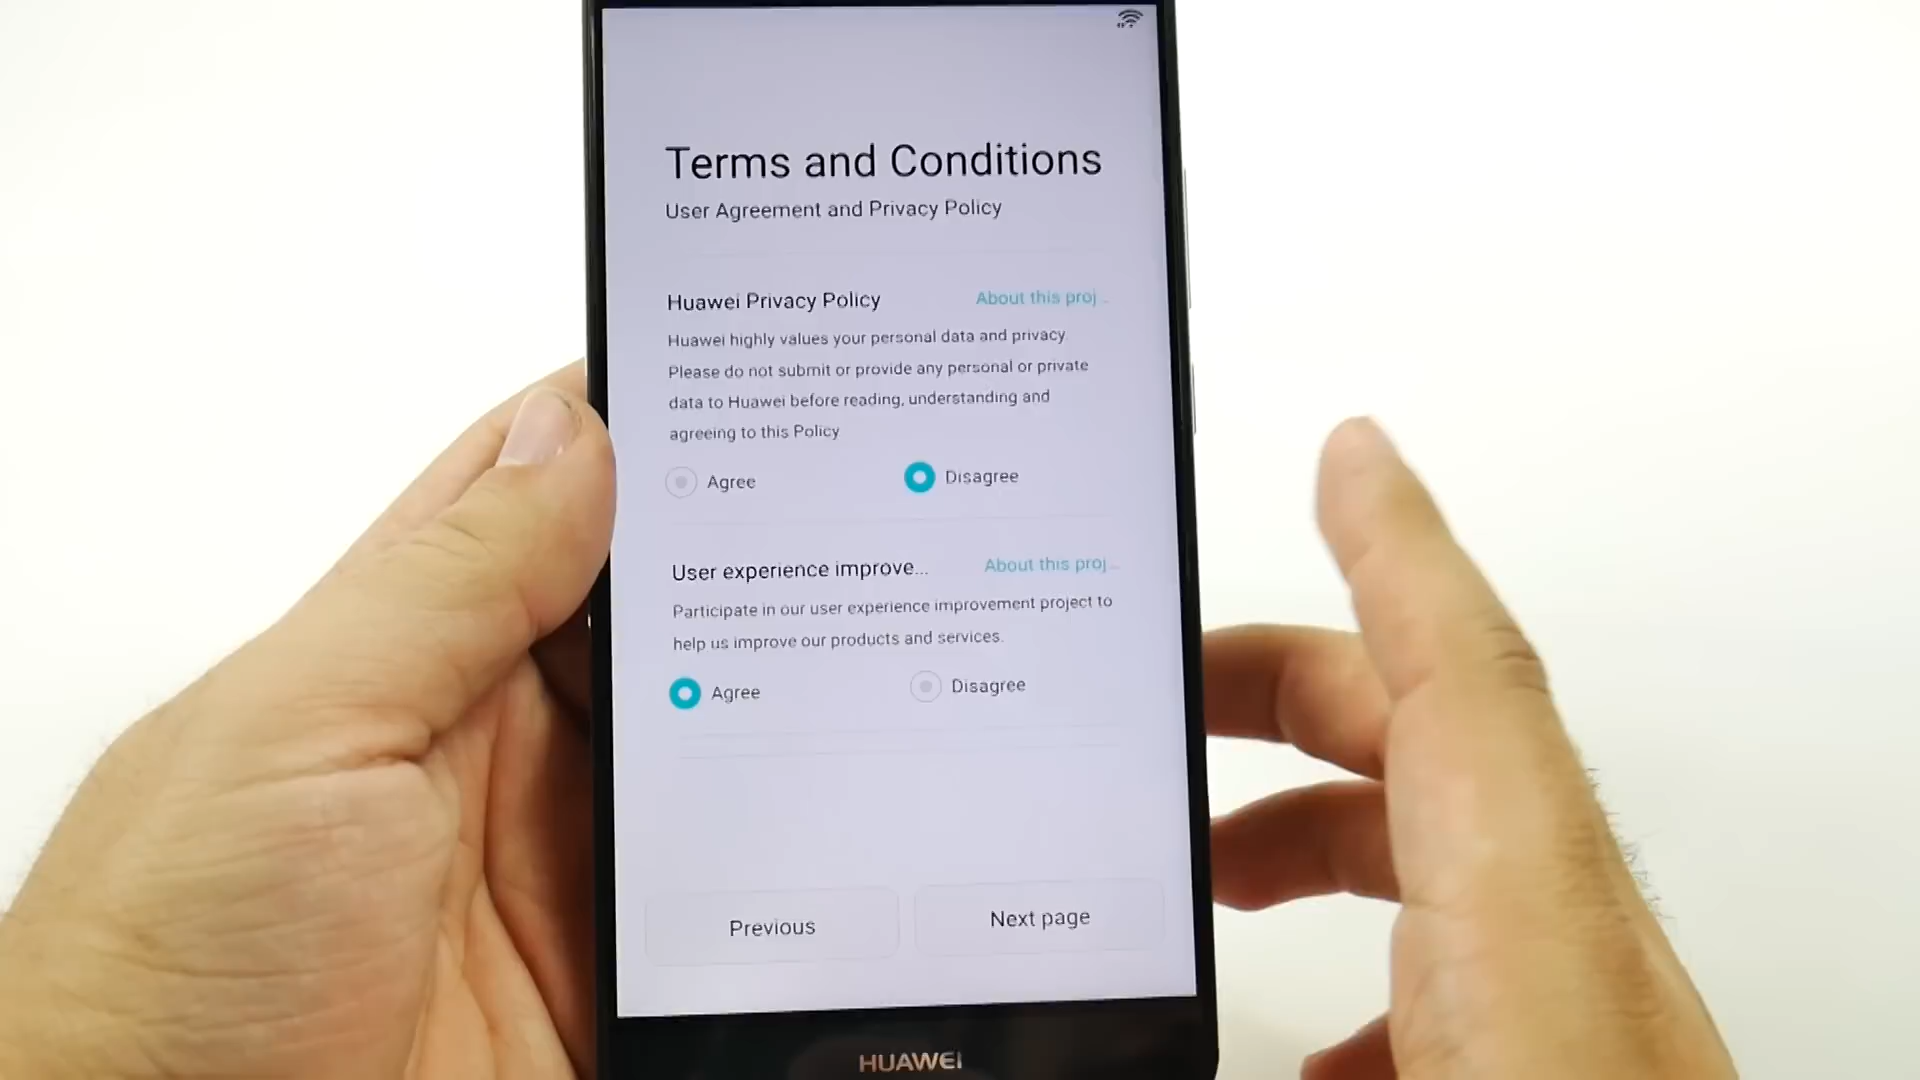 Terms and Conditions
User Agreement and Privacy Policy
Huawei Privacy Policy
About this proj...
Huawei highly values your personal data and privacy.
Please do not submit or provide any personal or private
data to Huawei before reading, understanding and
agreeing to this Policy
Agree
Disagree
User experience improve...
About this proj...
Participate in our user experience improvement project to
help us improve our products and services.
Agree
Disagree
Previous
Next page
HUAWEI